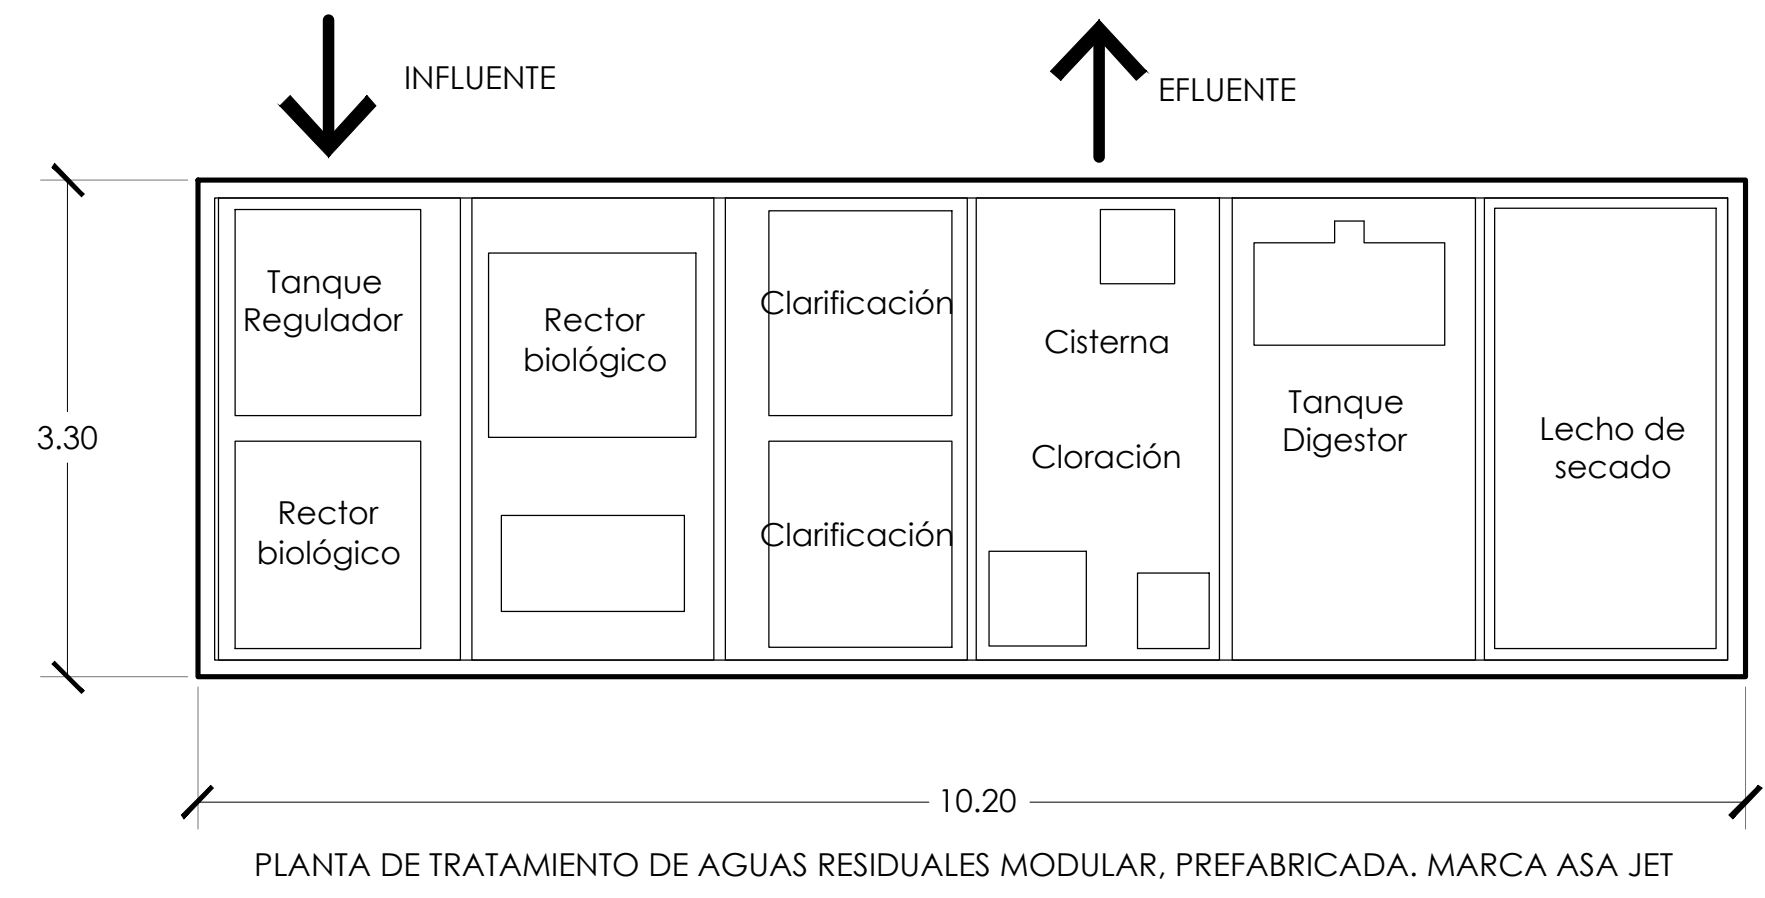 INFLUENTE
EFLUENTE
Tanque
Regulador
Rector
biológico
Rector
biológico
Clarificación
Clarificación
Cisterna
Cloración
Tanque
Digestor
Lecho de
secado
3.30
10.20
PLANTA DE TRATAMIENTO DE AGUAS RESIDUALES MODULAR, PREFABRICADA. MARCA ASA JET